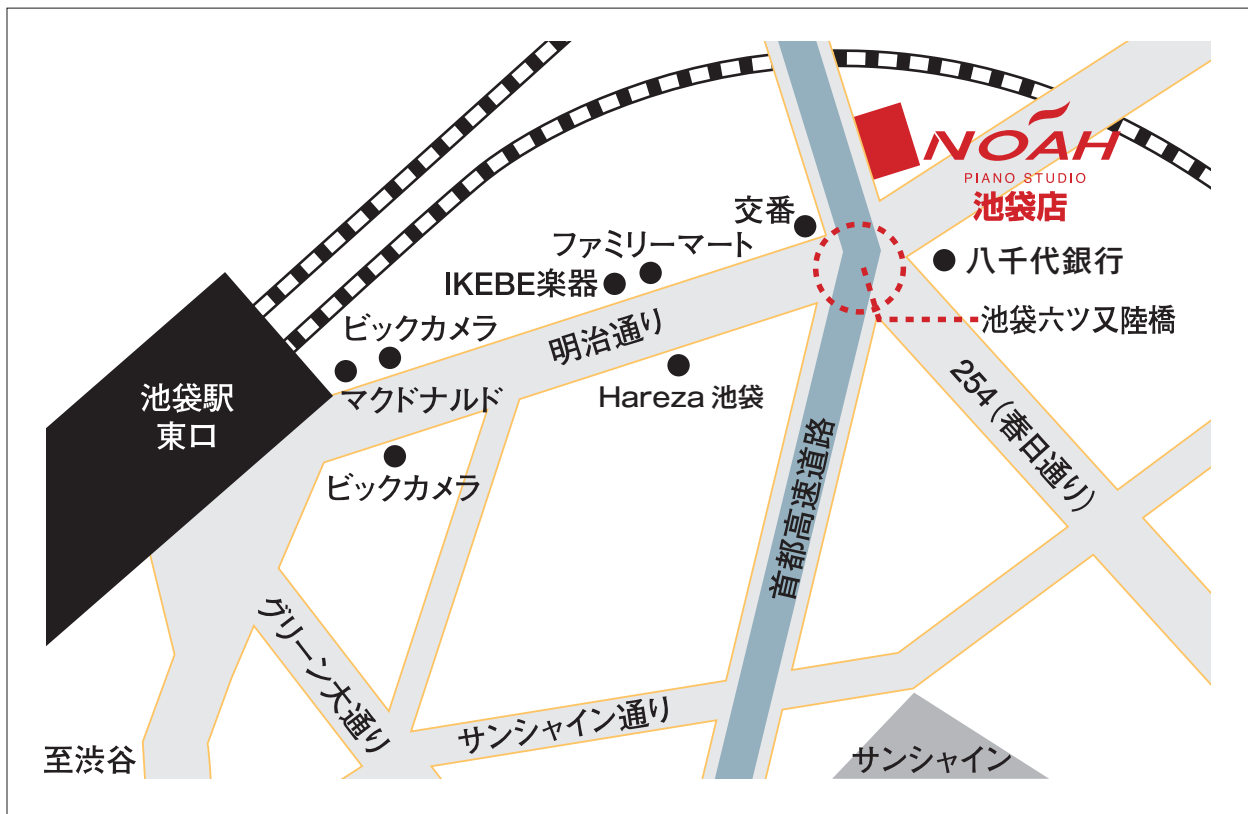 NOAH
PIANO STUDIO
池袋店
交番
ファミリーマート
IKEBE楽器
八千代銀行
ビックカメラ
明治通り
池袋六ツ又陸橋
池袋駅
東口
マクドナルド
Hareza 池袋
254（春日通り）
ビックカメラ
首都高速道路
グリーン大通り
サンシャイン通り
至渋谷
サンシャイン